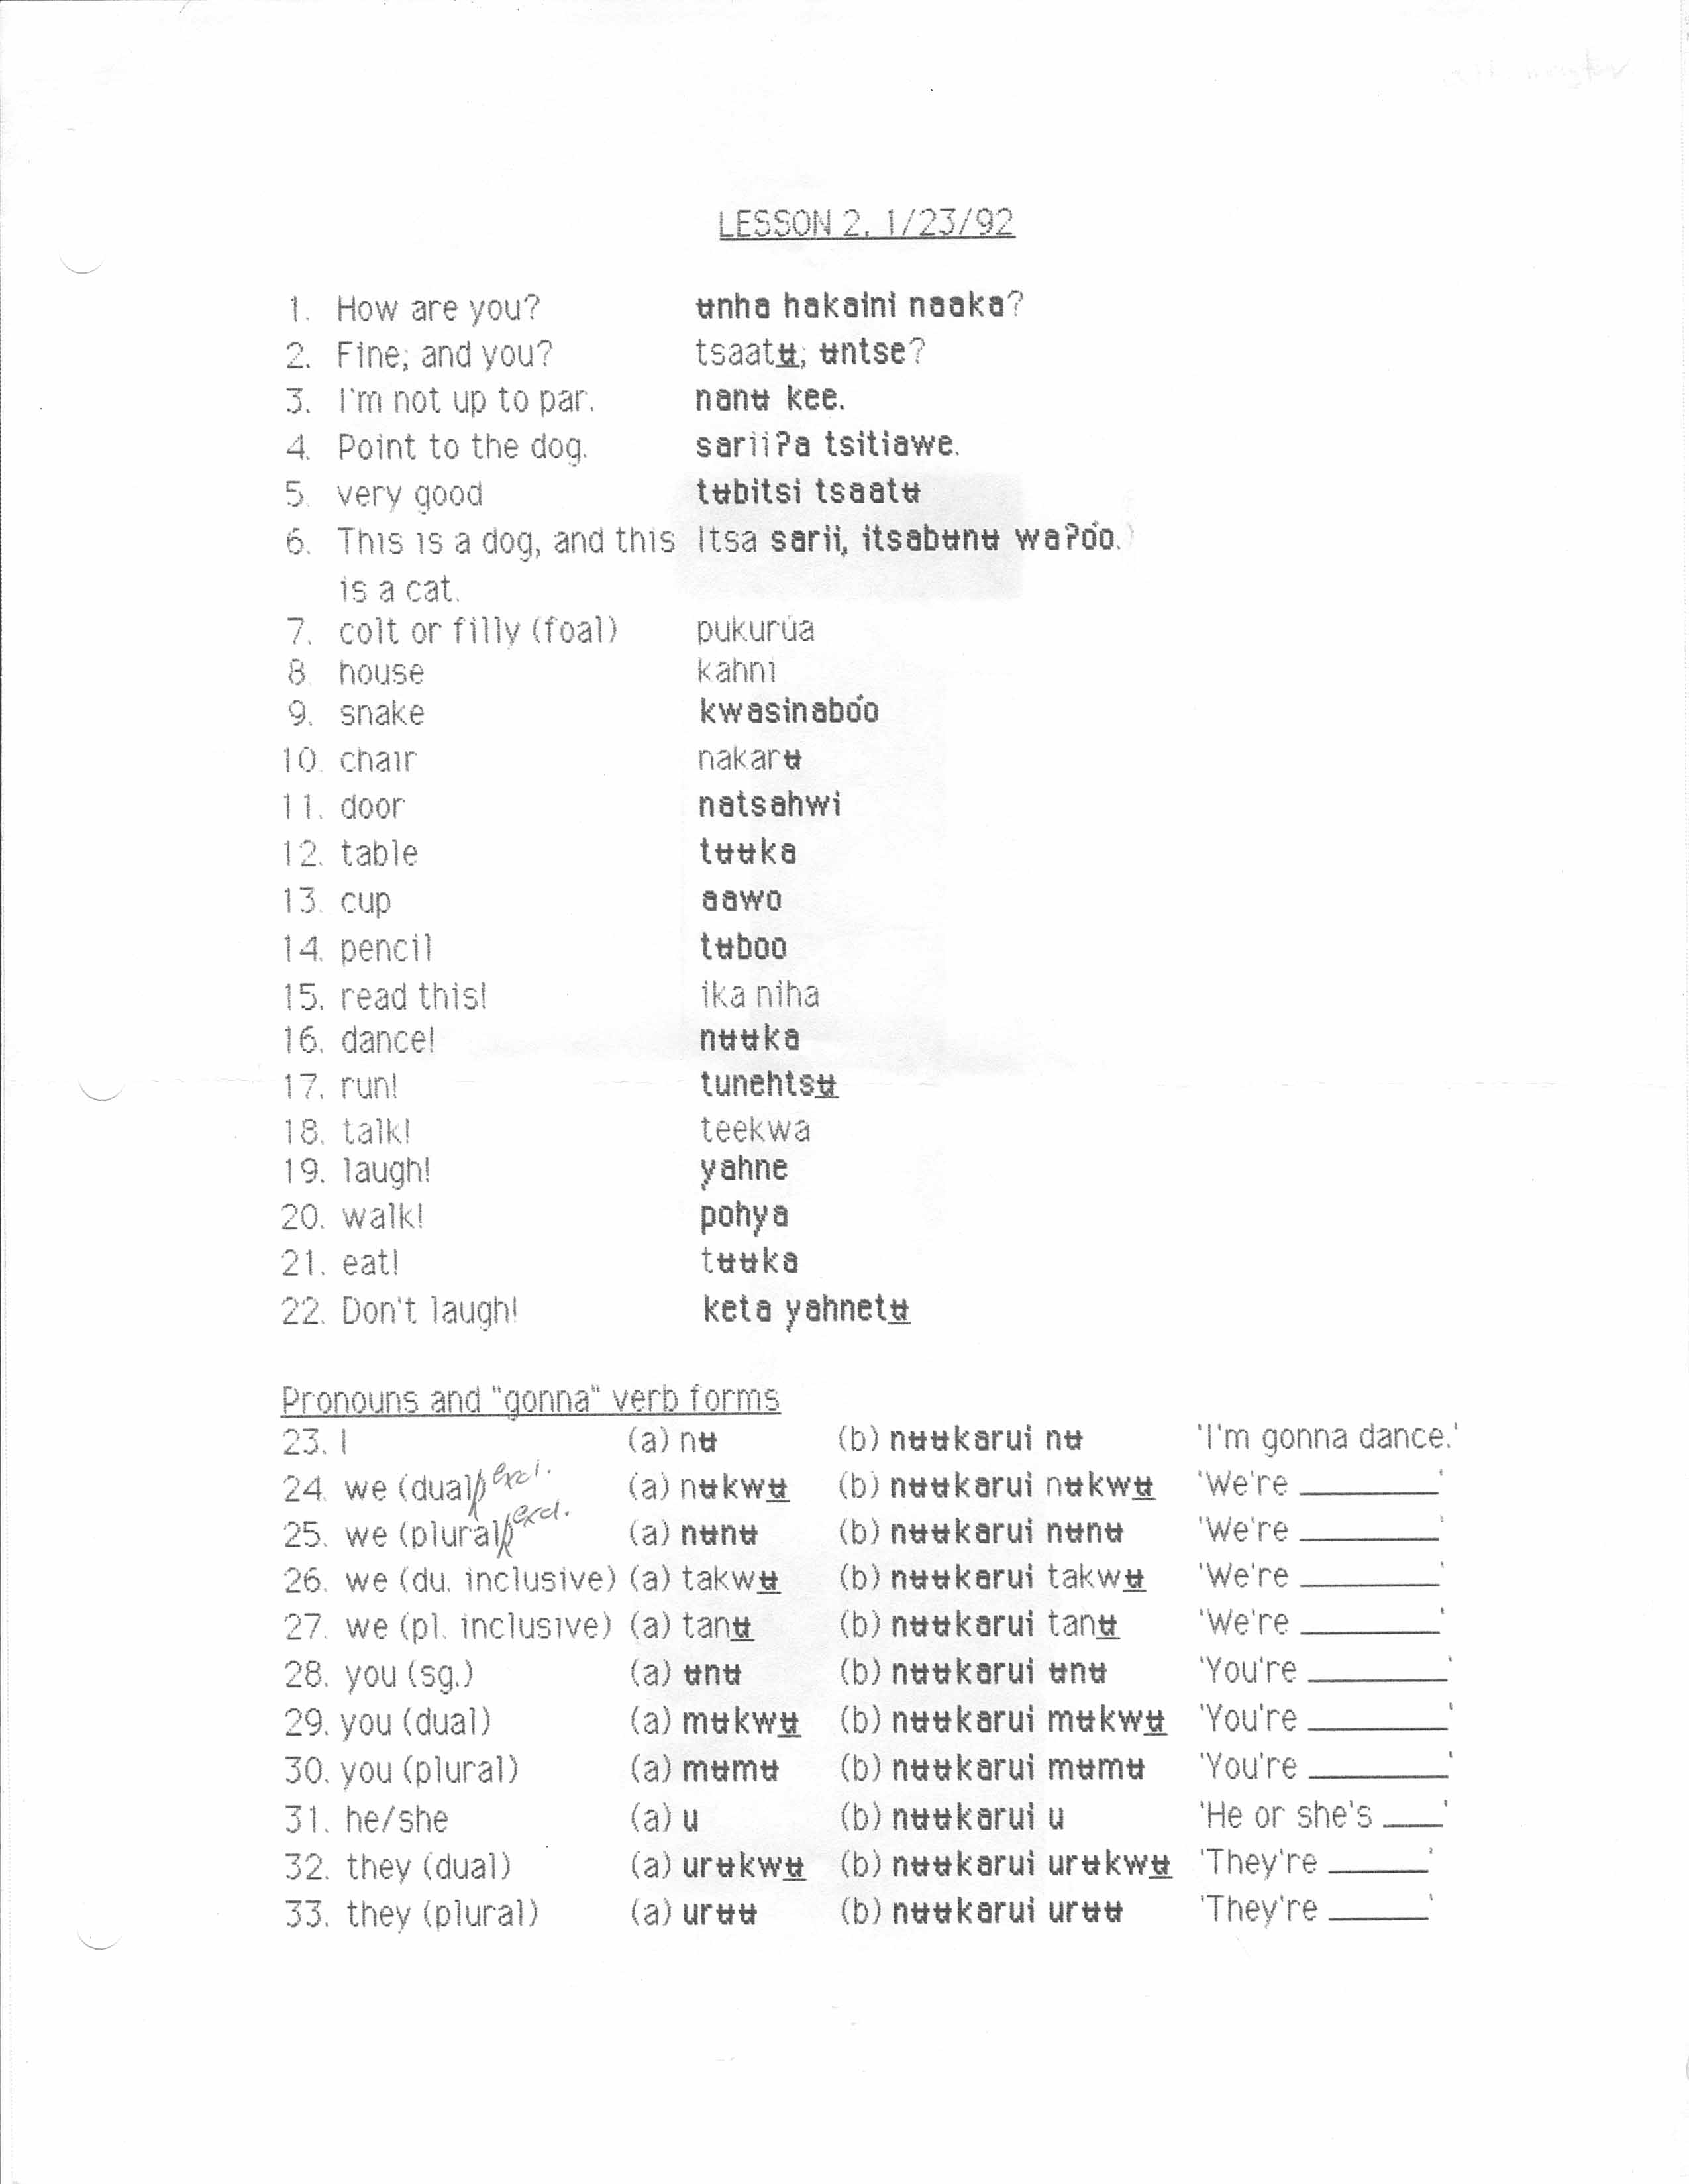 LESSON 2, 1/23/92
1. How are you? ʉnha hakaini naaka?
2. Fine; and you? tsaatʉ̲; ʉntse?
3. I'm not up to par. nanʉ kee.
4. Point to the dog. sariiʔa tsitiawe.
5. very good tʉbitsi tsaatʉ
6. This is a dog, and this Itsa sarii, itsabʉnʉ waʔóo.
is a cat.
7. colt or filly (foal) pukurúa
8. house kahni
9. snake kwasinabóo
10. chair nakarʉ
11. door natsahwi
12. table tʉʉka
13. cup aawo
14. pencil tʉboo
15. read this! ika niha
16. dance! nʉʉka
17. run! tunehtsʉ̲
18. talk! teekwa
19. laugh! yahne
20. walk! pohya
21. eat! tʉʉka
22. Don't laugh! keta yahnetʉ̲
Pronouns and "gonna" verb forms
23. I (a) nʉ (b) nʉʉkarui nʉ 'I'm gonna dance.'
24. we (dual) excl. (a) nʉkwʉ̲ (b) nʉʉkarui nʉkwʉ̲ 'We're ________'
25. we (plural) excl. (a) nʉnʉ (b) nʉʉkarui nʉnʉ 'We're ________'
26. we (du. inclusive) (a) takwʉ̲ (b) nʉʉkarui takwʉ̲ 'We're ________'
27. we (pl. inclusive) (a) tanʉ̲ (b) nʉʉkarui tanʉ̲ 'We're ________'
28. you (sg.) (a) ʉnʉ (b) nʉʉkarui ʉnʉ 'You're ________'
29. you (dual) (a) mʉkwʉ̲ (b) nʉʉkarui mʉkwʉ̲ 'You're ________'
30. you (plural) (a) mʉmʉ (b) nʉʉkarui mʉmʉ 'You're ________'
31. he/she (a) u (b) nʉʉkarui u 'He or she's ____'
32. they (dual) (a) urʉkwʉ̲ (b) nʉʉkarui urʉkwʉ̲ 'They're ______'
33. they (plural) (a) urʉʉ (b) nʉʉkarui urʉʉ 'They're ______'